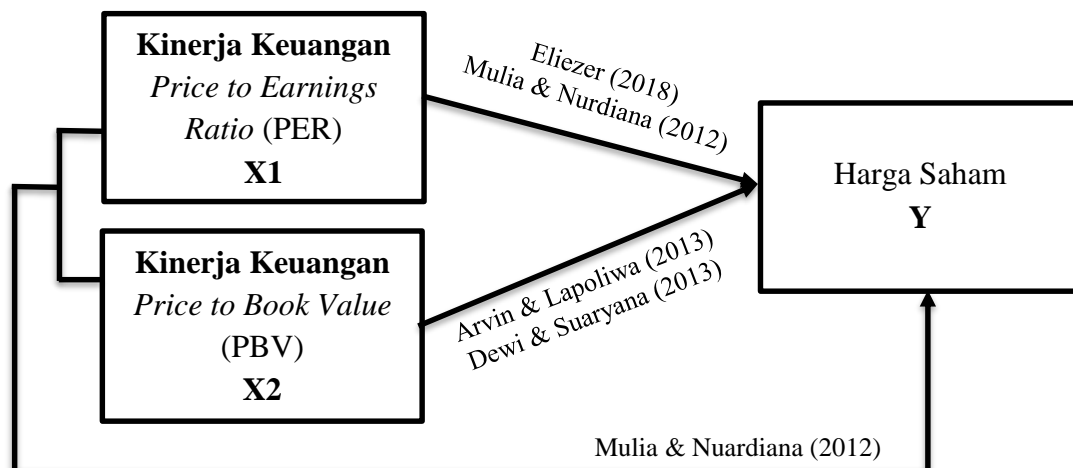 Kinerja Keuangan
Price to Earnings
Ratio (PER)
X1
Eliezer (2018)
Mulia & Nurdiana (2012)
Harga Saham
Y
Kinerja Keuangan
Price to Book Value
(PBV)
X2
Arvin & Lapoliwa (2013)
Dewi & Suaryana (2013)
Mulia & Nuardiana (2012)